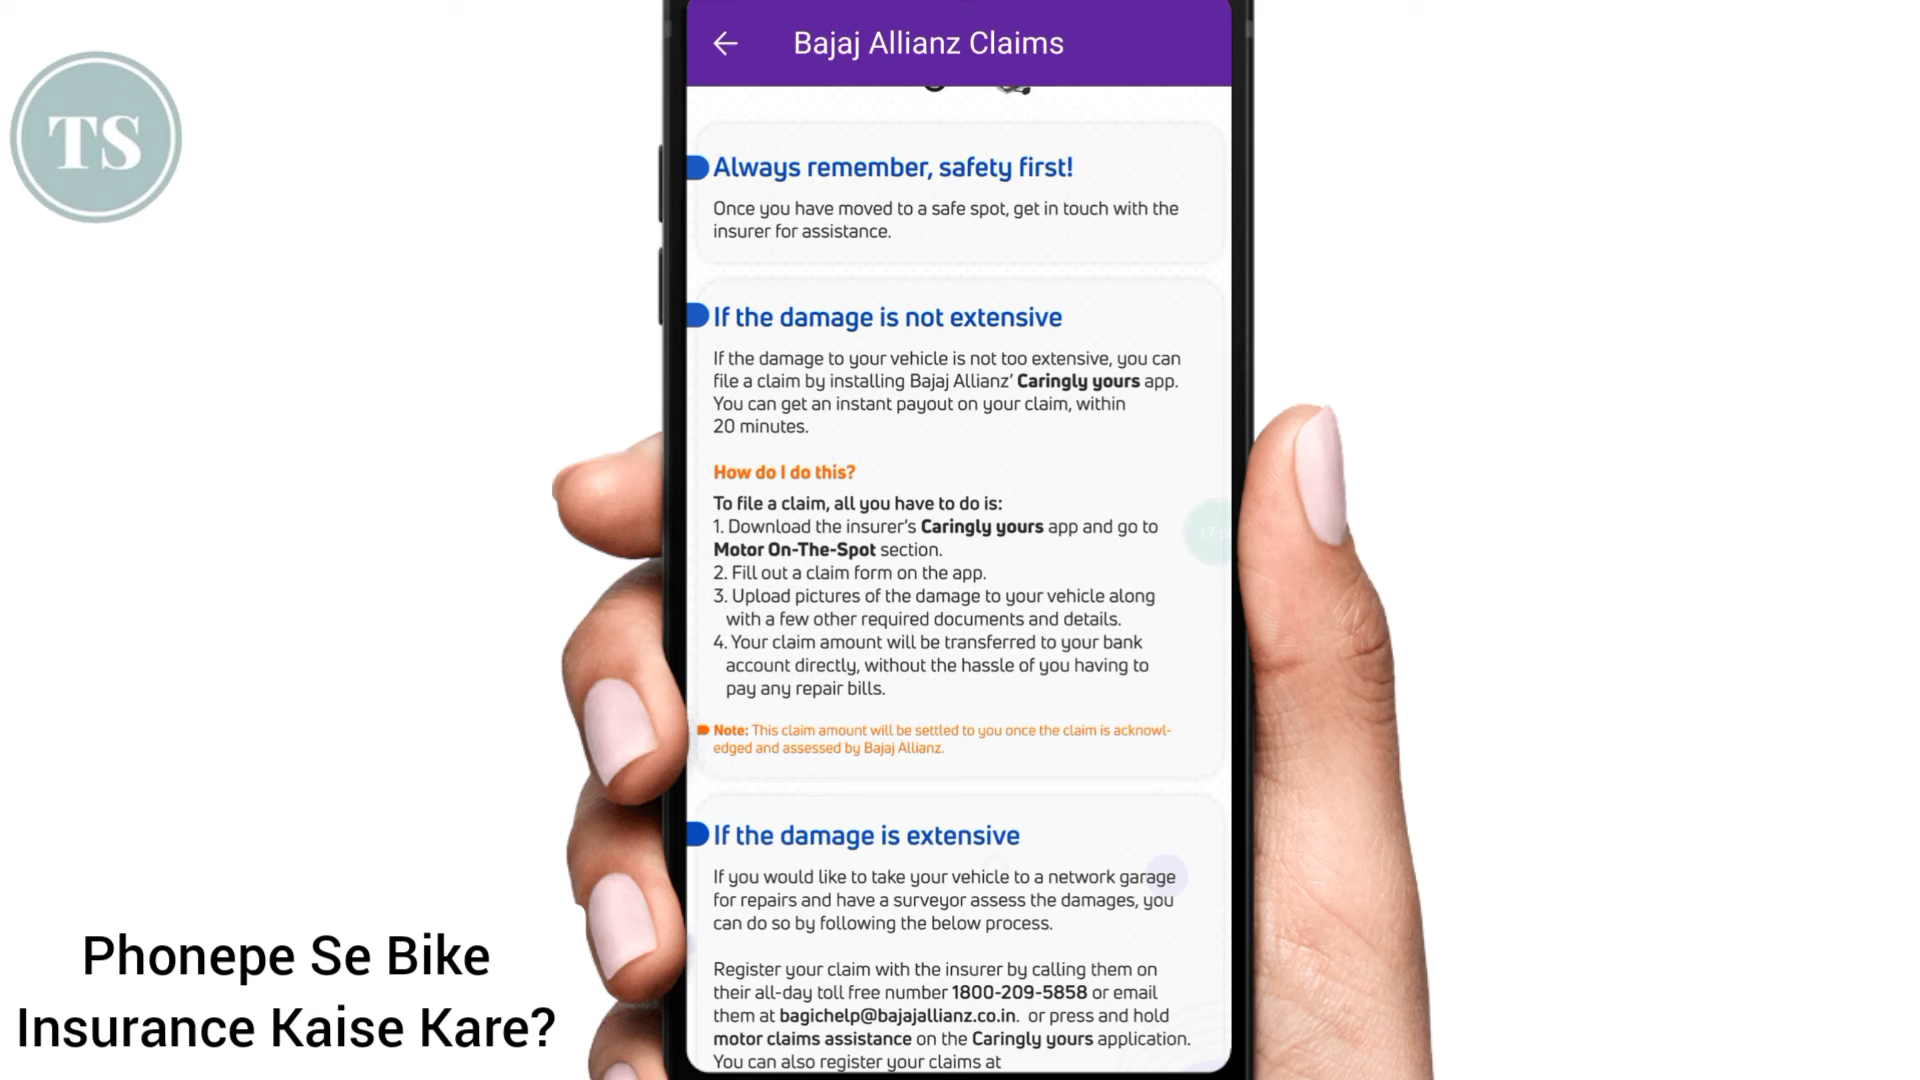 TS
Bajaj Allianz Claims
Always remember, safety first!
Once you have moved to a safe spot, get in touch with the
insurer for assistance.
If the damage is not extensive
If the damage to your vehicle is not too extensive, you can
file a claim by installing Bajaj Allianz' Caringly yours app.
You can get an instant payout on your claim, within
20 minutes.
How do I do this?
To file a claim, all you have to do is:
1. Download the insurer's Caringly yours app and go to
Motor On-The-Spot section.
2. Fill out a claim form on the app.
3. Upload pictures of the damage to your vehicle along
with a few other required documents and details.
4. Your claim amount will be transferred to your bank
account directly, without the hassle of you having to
pay any repair bills.
Note: This claim amount will be settled to you once the claim is acknowl-
edged and assessed by Bajaj Allianz.
If the damage is extensive
If you would like to take your vehicle to a network garage
for repairs and have a surveyor assess the damages, you
can do so by following the below process.
Register your claim with the insurer by calling them on
their all-day toll free number 1800-209-5858 or email
them at bagichelp@bajajallianz.co.in. or press and hold
motor claims assistance on the Caringly yours application.
You can also register your claims at
Phonepe Se Bike
Insurance Kaise Kare?